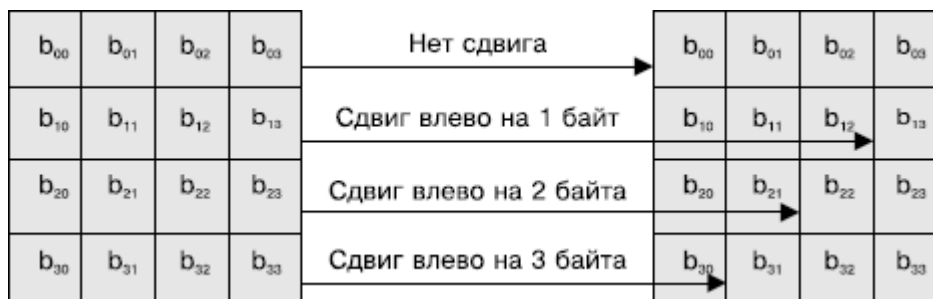 b₀₀ b₀₁ b₀₂ b₀₃ Нет сдвига b₀₀ b₀₁ b₀₂ b₀₃
b₁₀ b₁₁ b₁₂ b₁₃ Сдвиг влево на 1 байт b₁₀ b₁₁ b₁₂ b₁₃
b₂₀ b₂₁ b₂₂ b₂₃ Сдвиг влево на 2 байта b₂₀ b₂₁ b₂₂ b₂₃
b₃₀ b₃₁ b₃₂ b₃₃ Сдвиг влево на 3 байта b₃₀ b₃₁ b₃₂ b₃₃